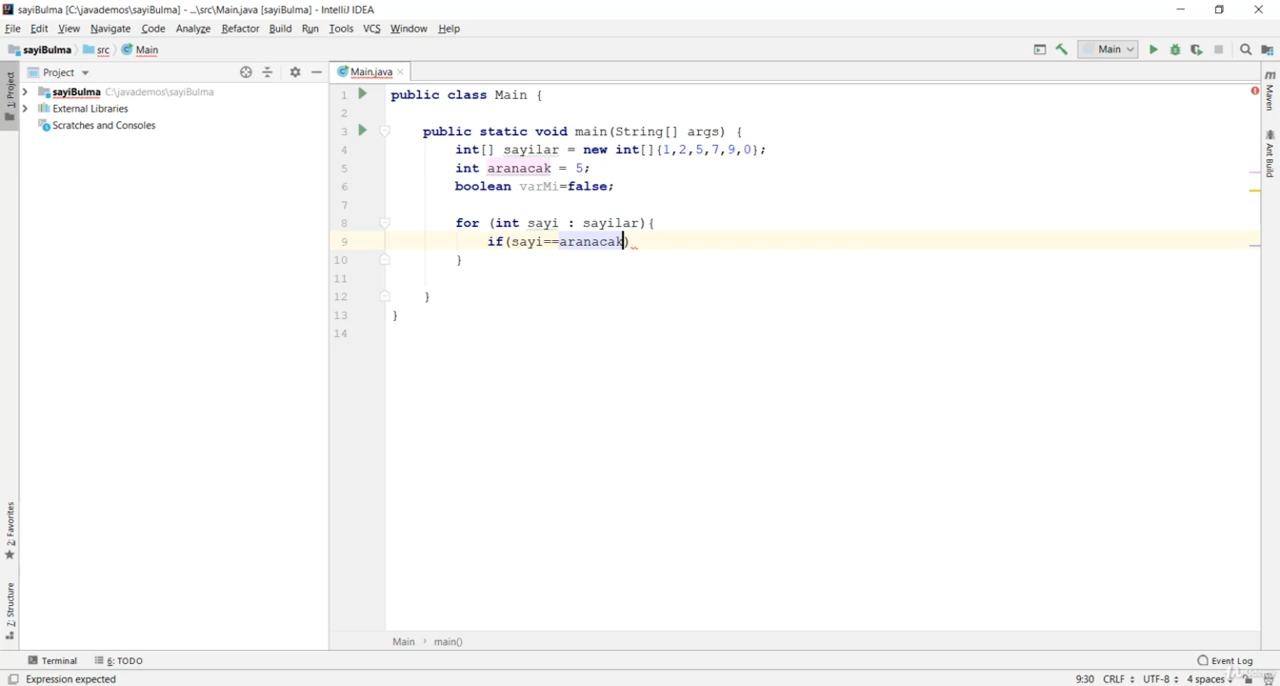 sayiBulma [C:\javademos\sayiBulma] - ...\src\Main.java [sayiBulma] - IntelliJ IDEA
File Edit View Navigate Code Analyze Refactor Build Run Tools VCS Window Help
sayiBulma src Main Main
Project Main.java
sayiBulma C:\javademos\sayiBulma
External Libraries
Scratches and Consoles
1: Project
2: Favorites
7: Structure
Maven
Ant Build
1 public class Main {
2
3 public static void main(String[] args) {
4 int[] sayilar = new int[]{1,2,5,7,9,0};
5 int aranacak = 5;
6 boolean varMi=false;
7
8 for (int sayi : sayilar){
9 if(sayi==aranacak)
10 }
11
12 }
13 }
14
Main main()
Terminal 6: TODO Event Log
Expression expected 9:30 CRLF UTF-8 4 spaces